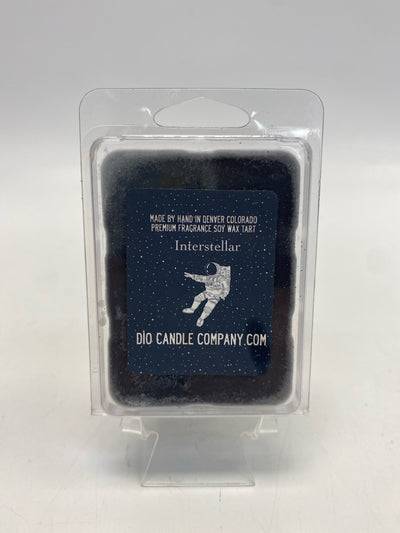 MADE BY HAND IN DENVER COLORADO
PREMIUM FRAGRANCE SOY WAX TART
Interstellar
DIO CANDLE COMPANY.COM